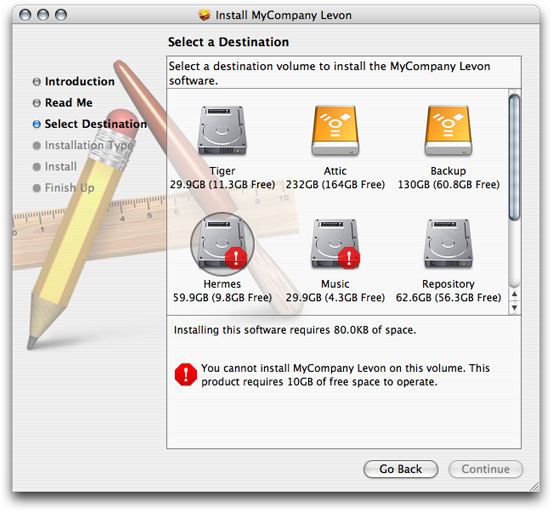 Install MyCompany Levon
Select a Destination
Introduction
Read Me
Select Destination
Installation Type
Install
Finish Up
Select a destination volume to install the MyCompany Levon
software.
Tiger
29.9GB (11.3GB Free)
Attic
232GB (164GB Free)
Backup
130GB (60.8GB Free)
Hermes
59.9GB (9.8GB Free)
Music
29.9GB (4.3GB Free)
Repository
62.6GB (56.3GB Free)
Installing this software requires 80.0KB of space.
You cannot install MyCompany Levon on this volume. This
product requires 10GB of free space to operate.
Go Back
Continue